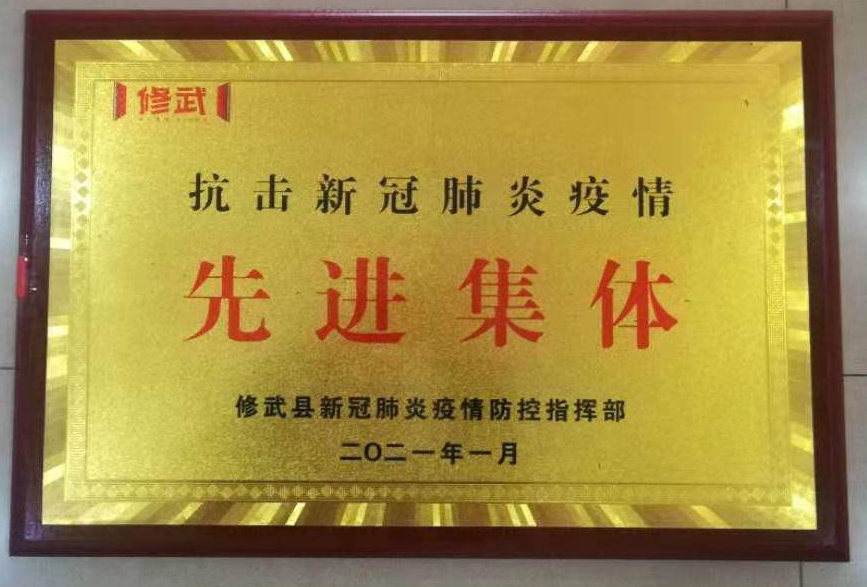 修武
抗击新冠肺炎疫情
先进集体
修武县新冠肺炎疫情防控指挥部
二〇二一年一月